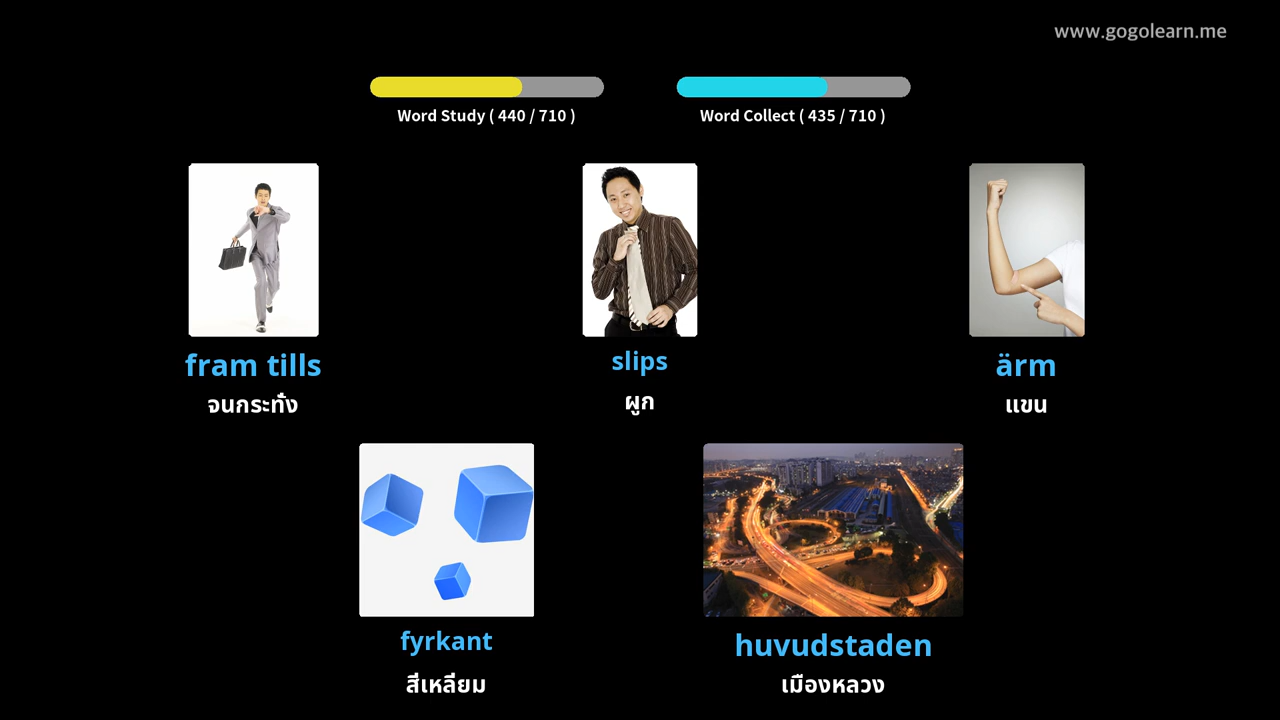 www.gogolearn.me
Word Study ( 440 / 710 )
Word Collect ( 435 / 710 )
fram tills
จนกระทั่ง
slips
ผูก
ärm
แขน
fyrkant
สี่เหลี่ยม
huvudstaden
เมืองหลวง